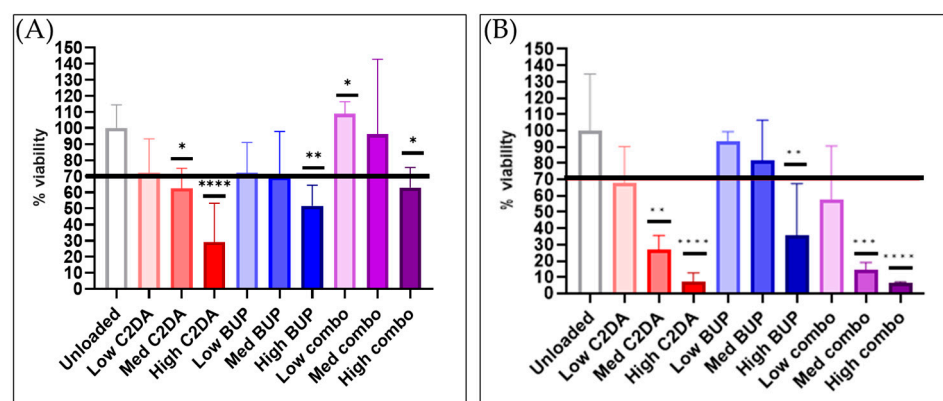 (A)
150
140
130
120
110
100
90
80
70
60
50
40
30
20
10
0
% viability
*
****
**
*
*
Unloaded
Low C2DA
Med C2DA
High C2DA
Low BUP
Med BUP
High BUP
Low combo
Med combo
High combo
(B)
150
140
130
120
110
100
90
80
70
60
50
40
30
20
10
0
% viability
**
****
**
***
****
Unloaded
Low C2DA
Med C2DA
High C2DA
Low BUP
Med BUP
High BUP
Low combo
Med combo
High combo